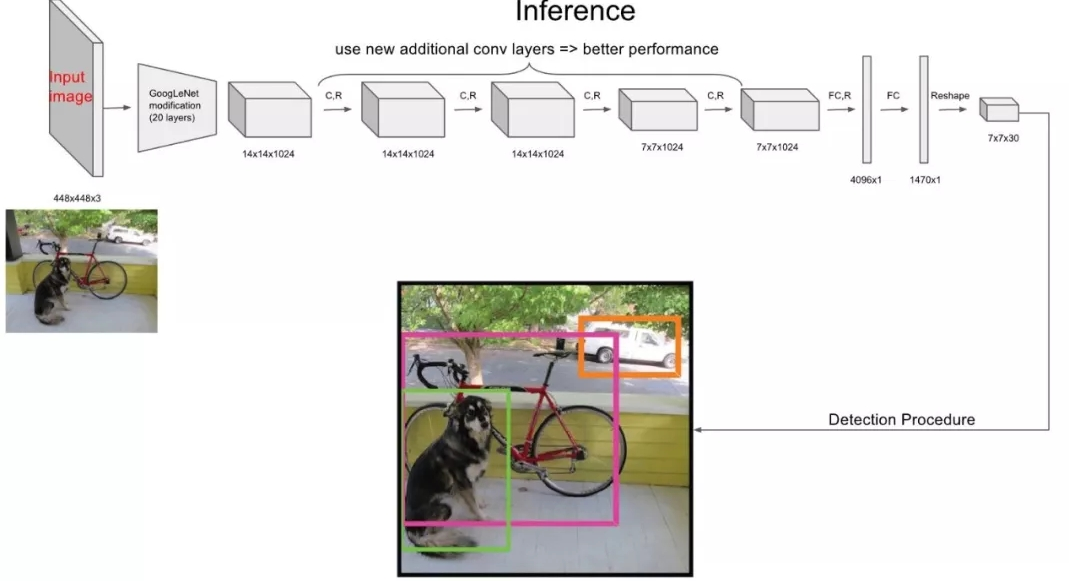 Inference
use new additional conv layers => better performance
Input
image
GoogLeNet
modification
(20 layers)
C,R
C,R
C,R
C,R
FC,R
FC
Reshape
448x448x3
14x14x1024
14x14x1024
14x14x1024
7x7x1024
7x7x1024
4096x1
1470x1
7x7x30
Detection Procedure